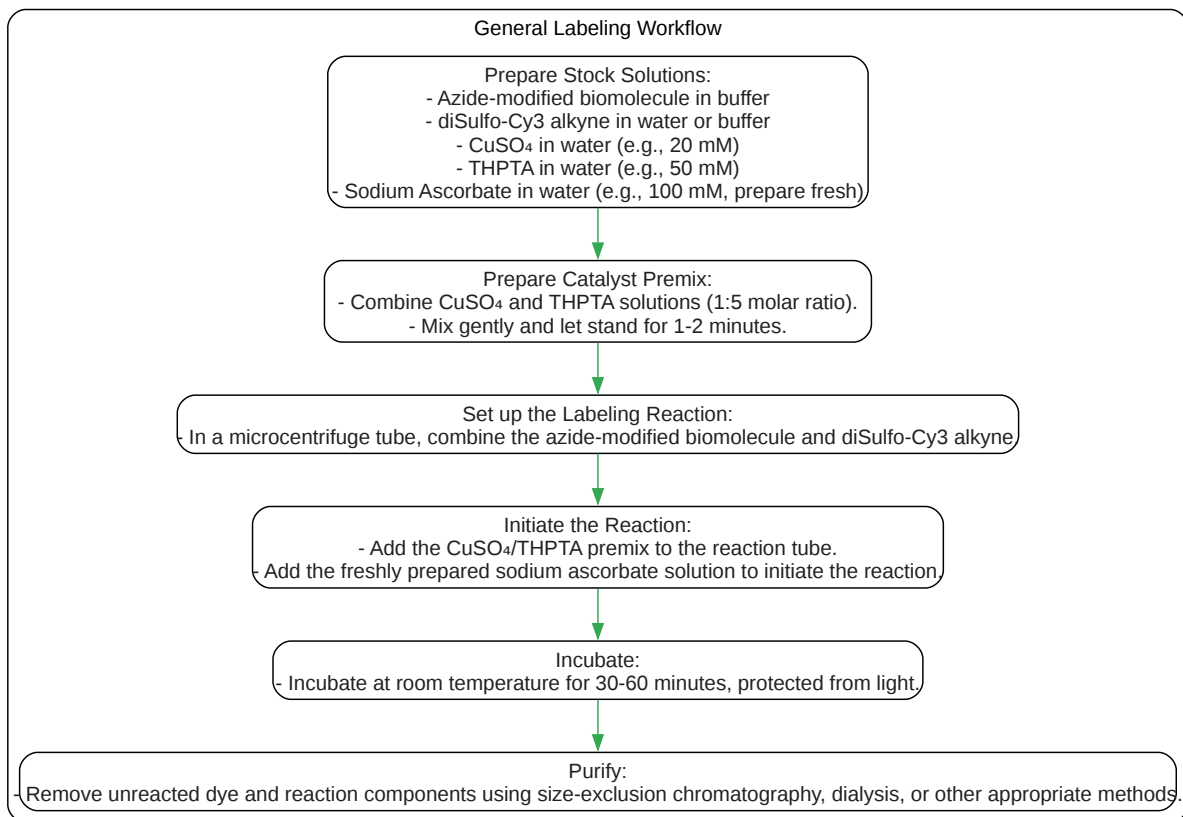 General Labeling Workflow
Prepare Stock Solutions:
- Azide-modified biomolecule in buffer
- diSulfo-Cy3 alkyne in water or buffer
- CuSO₄ in water (e.g., 20 mM)
- THPTA in water (e.g., 50 mM)
- Sodium Ascorbate in water (e.g., 100 mM, prepare fresh)
Prepare Catalyst Premix:
- Combine CuSO₄ and THPTA solutions (1:5 molar ratio).
- Mix gently and let stand for 1-2 minutes.
Set up the Labeling Reaction:
- In a microcentrifuge tube, combine the azide-modified biomolecule and diSulfo-Cy3 alkyne.
Initiate the Reaction:
- Add the CuSO₄/THPTA premix to the reaction tube.
- Add the freshly prepared sodium ascorbate solution to initiate the reaction.
Incubate:
- Incubate at room temperature for 30-60 minutes, protected from light.
Purify:
- Remove unreacted dye and reaction components using size-exclusion chromatography, dialysis, or other appropriate methods.